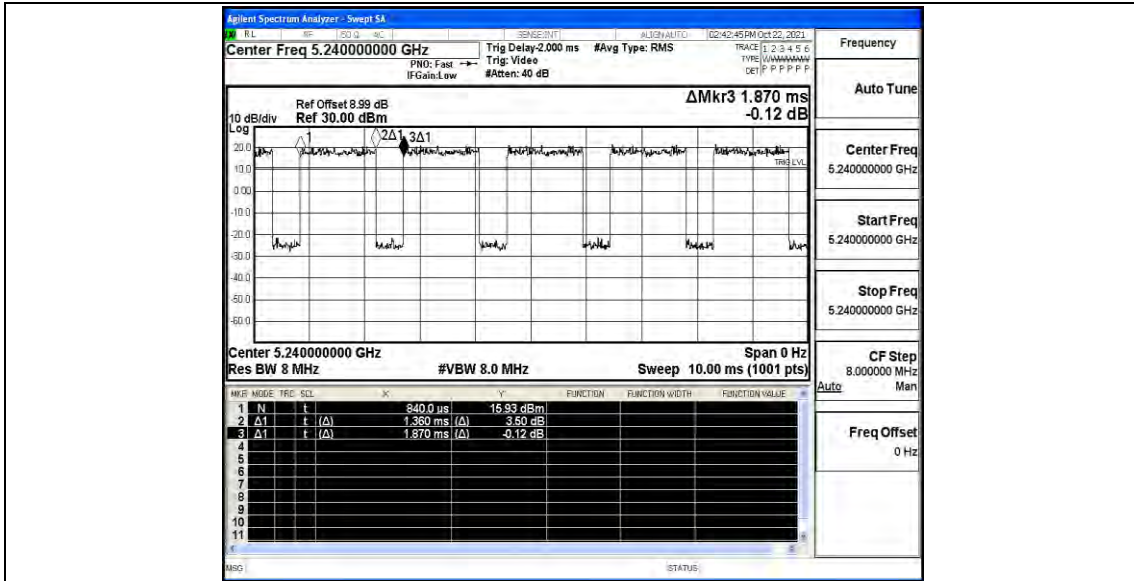 Agilent Spectrum Analyzer - Swept SA
RL RF 50 Ω AC SENSE:INT ALIGNAUTO 02:42:45 PM Oct 22, 2021
Center Freq 5.240000000 GHz
PNO: Fast
IFGain:Low
Trig Delay-2.000 ms
Trig: Video
#Atten: 40 dB
#Avg Type: RMS
TRACE 1 2 3 4 5 6
TYPE
DET P P P P P P
Frequency
Auto Tune
Center Freq
5.240000000 GHz
Start Freq
5.240000000 GHz
Stop Freq
5.240000000 GHz
CF Step
8.000000 MHz
Auto Man
Freq Offset
0 Hz
ΔMkr3 1.870 ms
-0.12 dB
Ref Offset 8.99 dB
10 dB/div Ref 30.00 dBm
Log
1 2Δ1 3Δ1
20.0
10.0
0.00
-10.0
-20.0
-30.0
-40.0
-50.0
-60.0
TRIG LVL
Center 5.240000000 GHz Span 0 Hz
Res BW 8 MHz #VBW 8.0 MHz Sweep 10.00 ms (1001 pts)
MKR MODE TRC SCL X Y FUNCTION FUNCTION WIDTH FUNCTION VALUE
1 N t 840.0 us 15.93 dBm
2 Δ1 t (Δ) 1.360 ms (Δ) 3.50 dB
3 Δ1 t (Δ) 1.870 ms (Δ) -0.12 dB
4
5
6
7
8
9
10
11
MSG STATUS